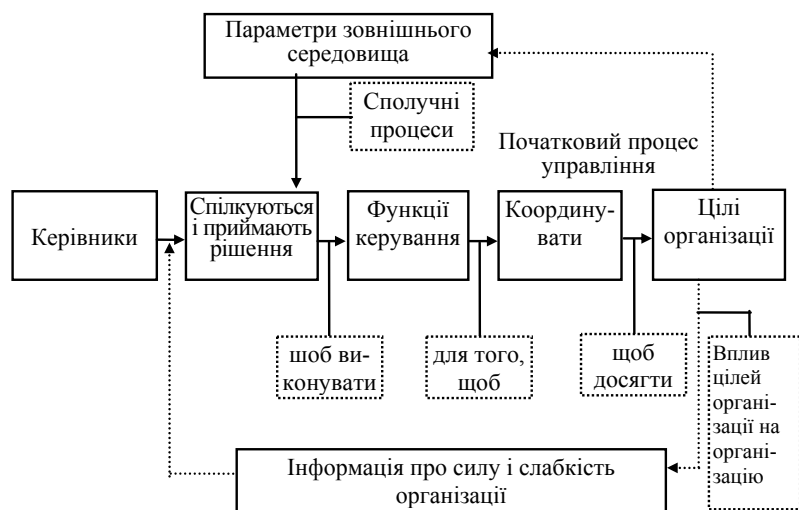 Параметри зовнішнього
середовища
Сполучні
процеси
Початковий процес
управління
Керівники
Спілкуються
і приймають
рішення
Функції
керування
Координу-
вати
Цілі
організації
шоб ви-
конувати
для того,
щоб
щоб
досягти
Вплив
цілей
органі-
зації на
органі-
зацію
Інформація про силу і слабкість
організації